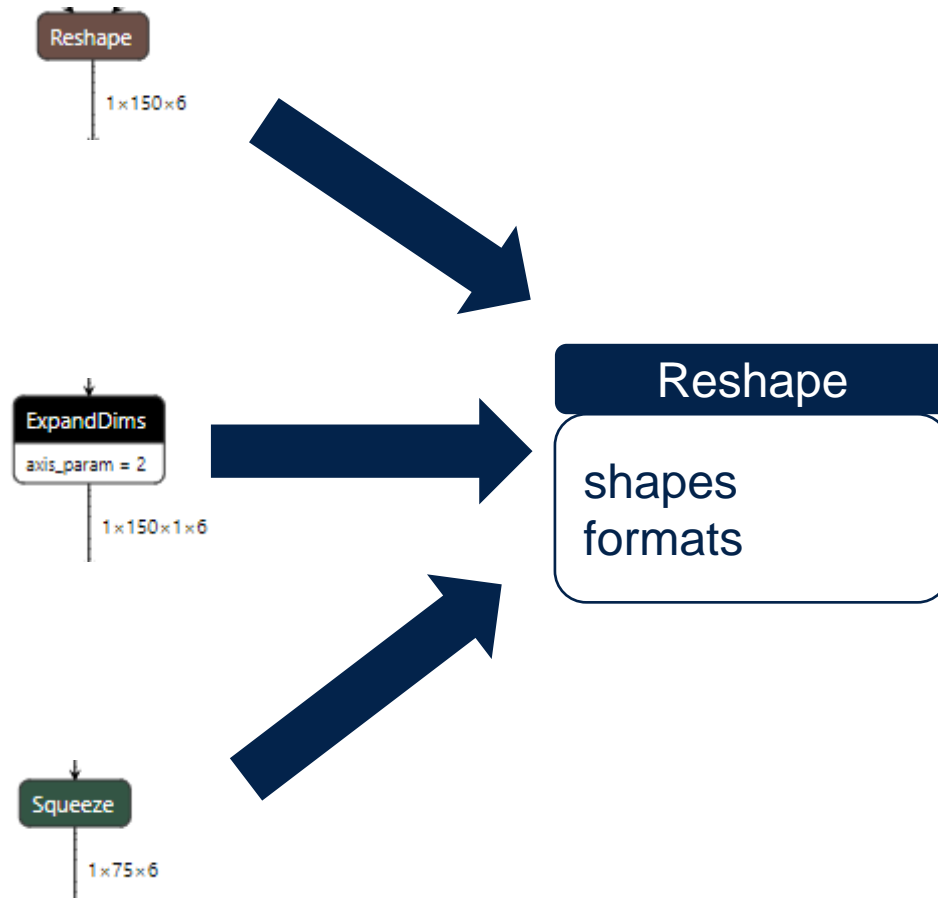 Reshape
1×150×6
ExpandDims
axis_param = 2
1×150×1×6
Squeeze
1×75×6
Reshape
shapes
formats